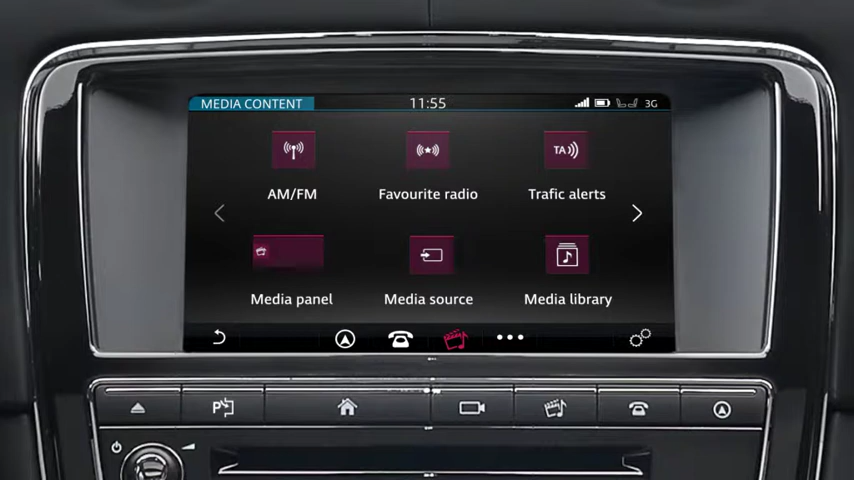 MEDIA CONTENT 11:55 3G
TA
AM/FM Favourite radio Trafic alerts
Media panel Media source Media library
P